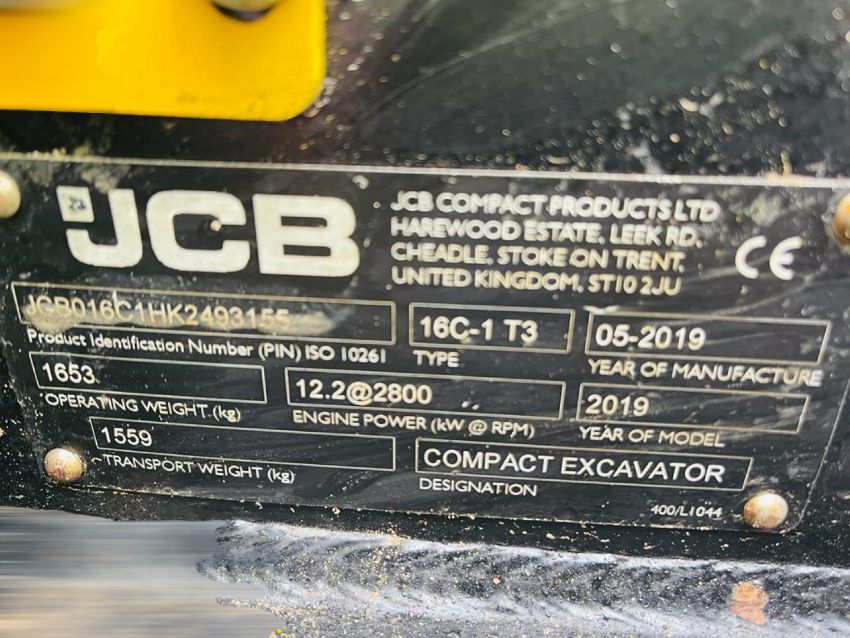 JCB
JCB COMPACT PRODUCTS LTD
HAREWOOD ESTATE, LEEK RD,
CHEADLE, STOKE ON TRENT,
UNITED KINGDOM, ST10 2JU
CE
JCB016C1HK2493155
Product Identification Number (PIN) ISO 10261
16C-1 T3
TYPE
05-2019
YEAR OF MANUFACTURE
1653
OPERATING WEIGHT (kg)
12.2@2800
ENGINE POWER (kW @ RPM)
2019
YEAR OF MODEL
1559
TRANSPORT WEIGHT (kg)
COMPACT EXCAVATOR
DESIGNATION
400/L1044